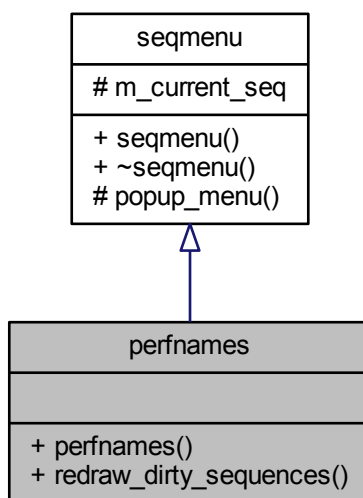 seqmenu
# m_current_seq
+ seqmenu()
+ ~seqmenu()
# popup_menu()
perfnames
+ perfnames()
+ redraw_dirty_sequences()